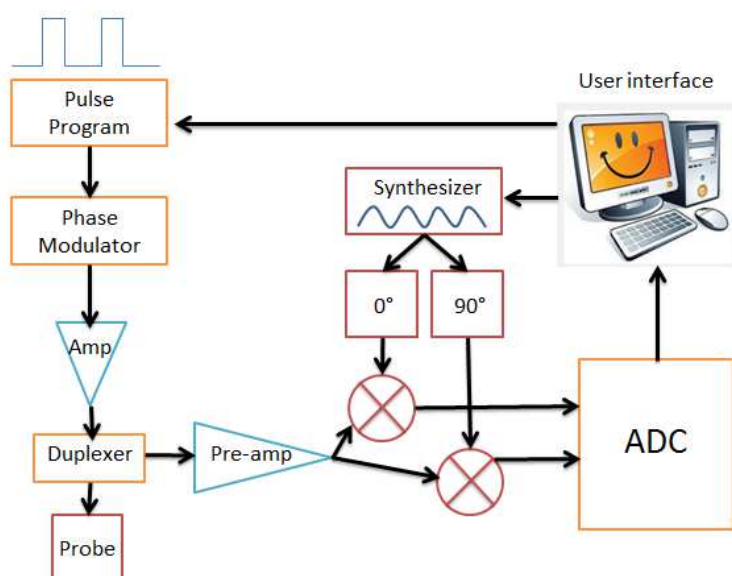 User interface
Pulse
Program
Synthesizer
Phase
Modulator
0°
90°
Amp
ADC
Duplexer
Pre-amp
Probe